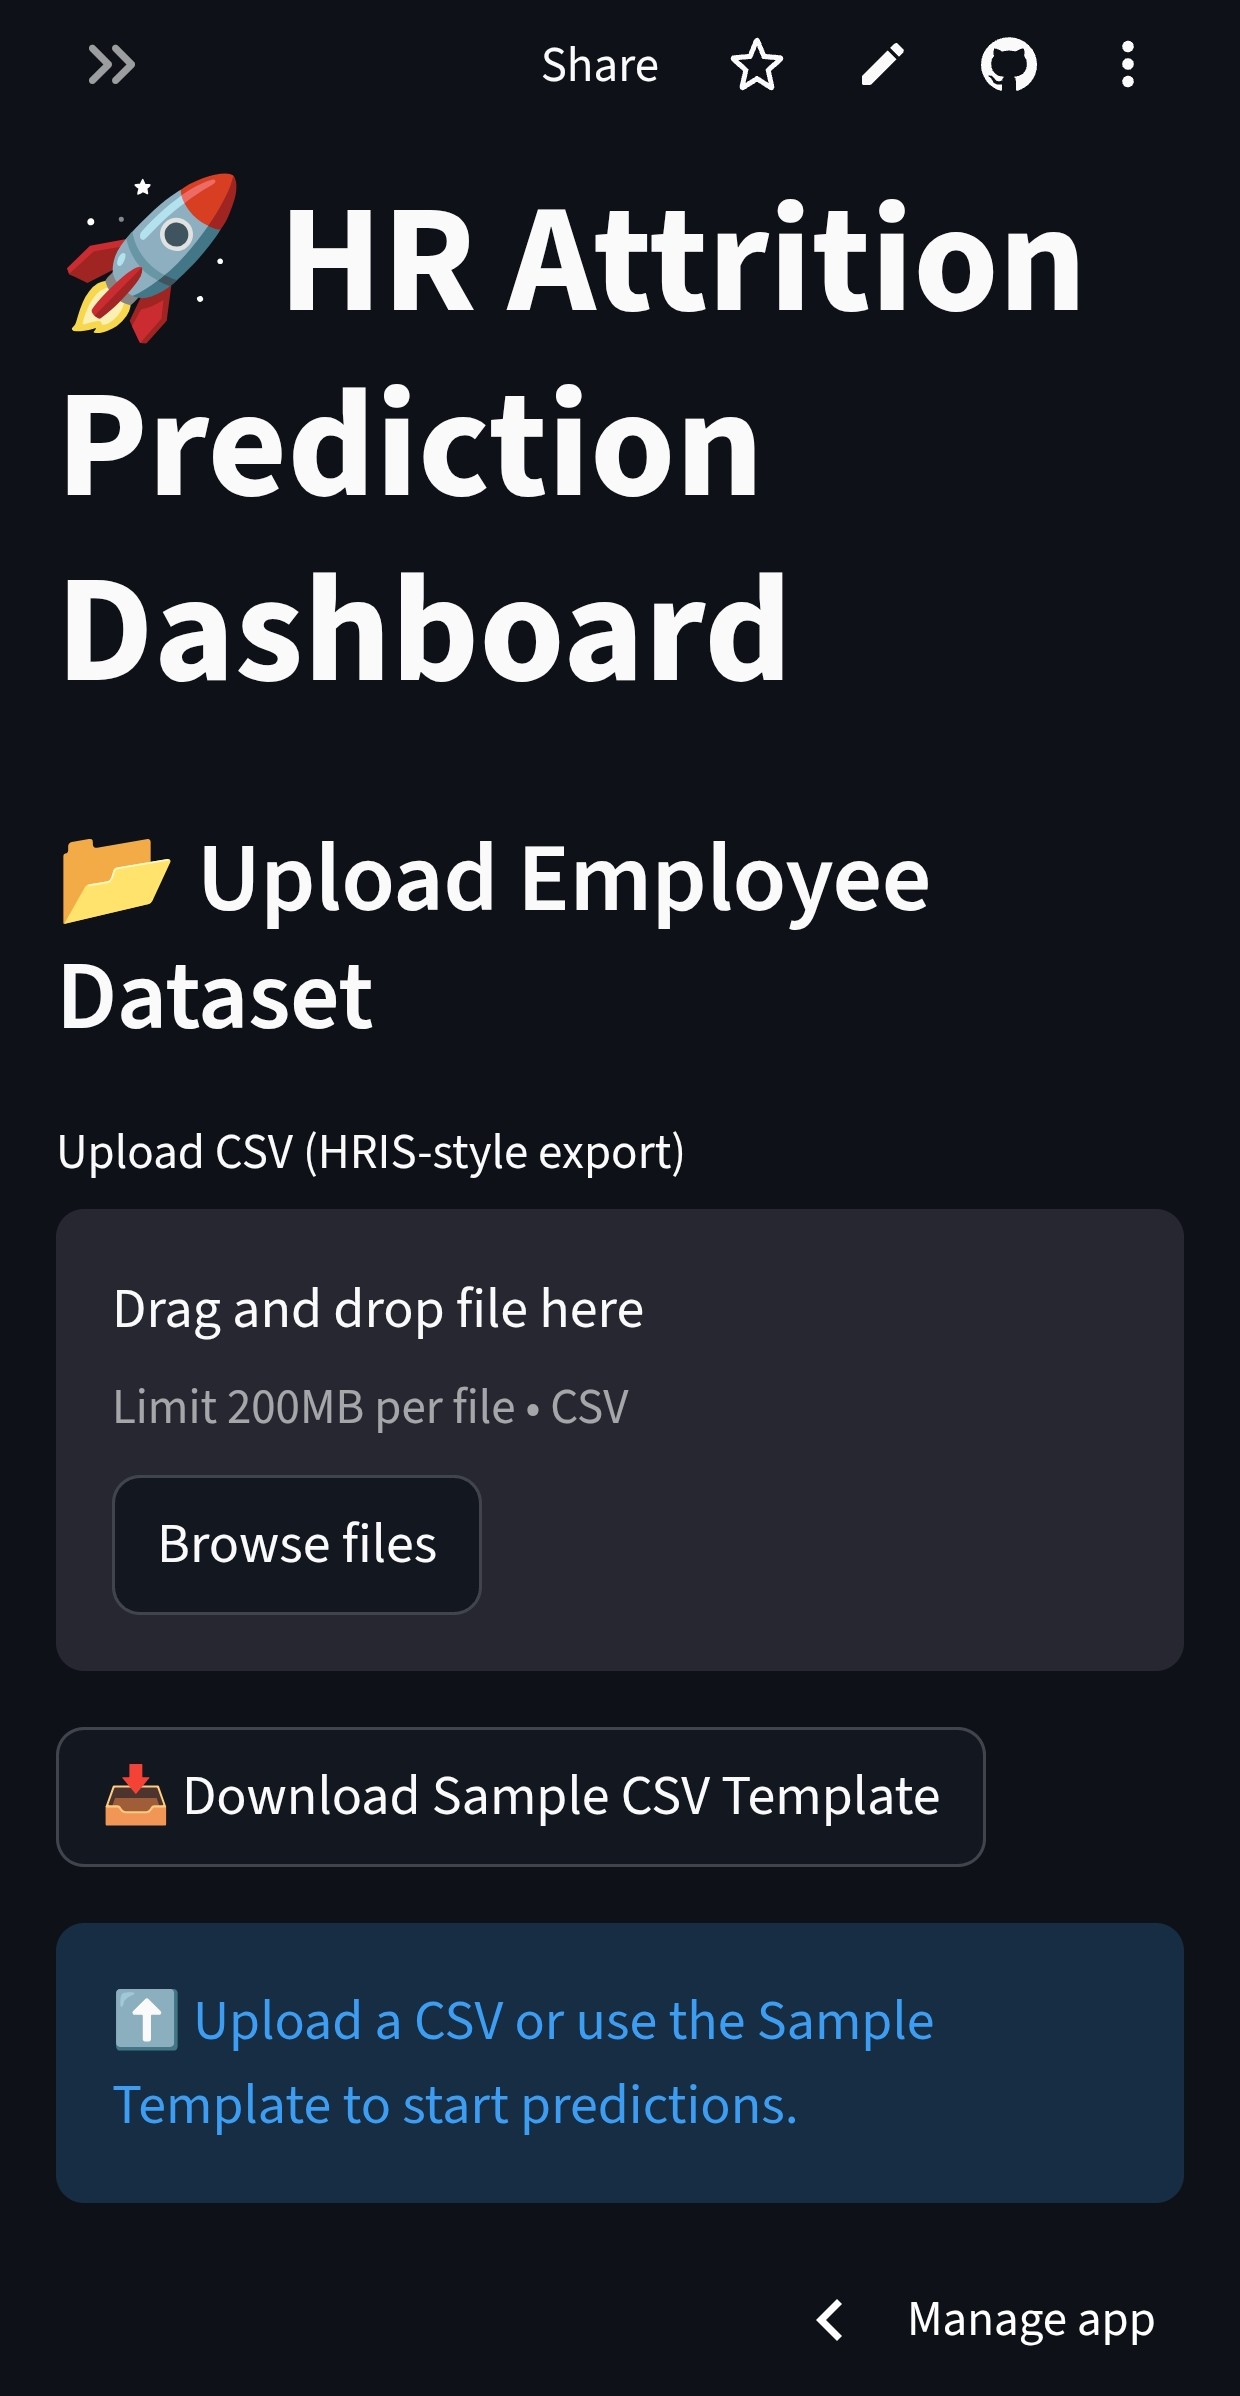 Share
🚀 HR Attrition
Prediction
Dashboard
📂 Upload Employee
Dataset
Upload CSV (HRIS-style export)
Drag and drop file here
Limit 200MB per file • CSV
Browse files
📥 Download Sample CSV Template
⬆️ Upload a CSV or use the Sample
Template to start predictions.
Manage app